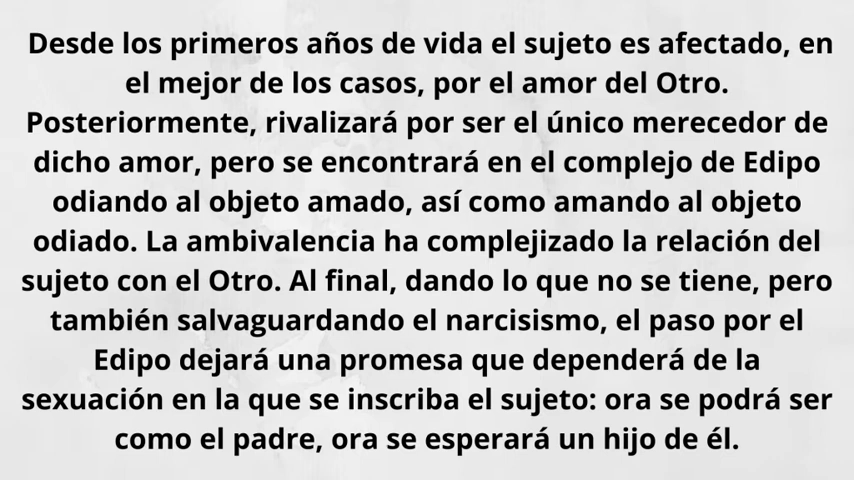 Desde los primeros años de vida el sujeto es afectado, en
el mejor de los casos, por el amor del Otro.
Posteriormente, rivalizará por ser el único merecedor de
dicho amor, pero se encontrará en el complejo de Edipo
odiando al objeto amado, así como amando al objeto
odiado. La ambivalencia ha complejizado la relación del
sujeto con el Otro. Al final, dando lo que no se tiene, pero
también salvaguardando el narcisismo, el paso por el
Edipo dejará una promesa que dependerá de la
sexuación en la que se inscriba el sujeto: ora se podrá ser
como el padre, ora se esperará un hijo de él.